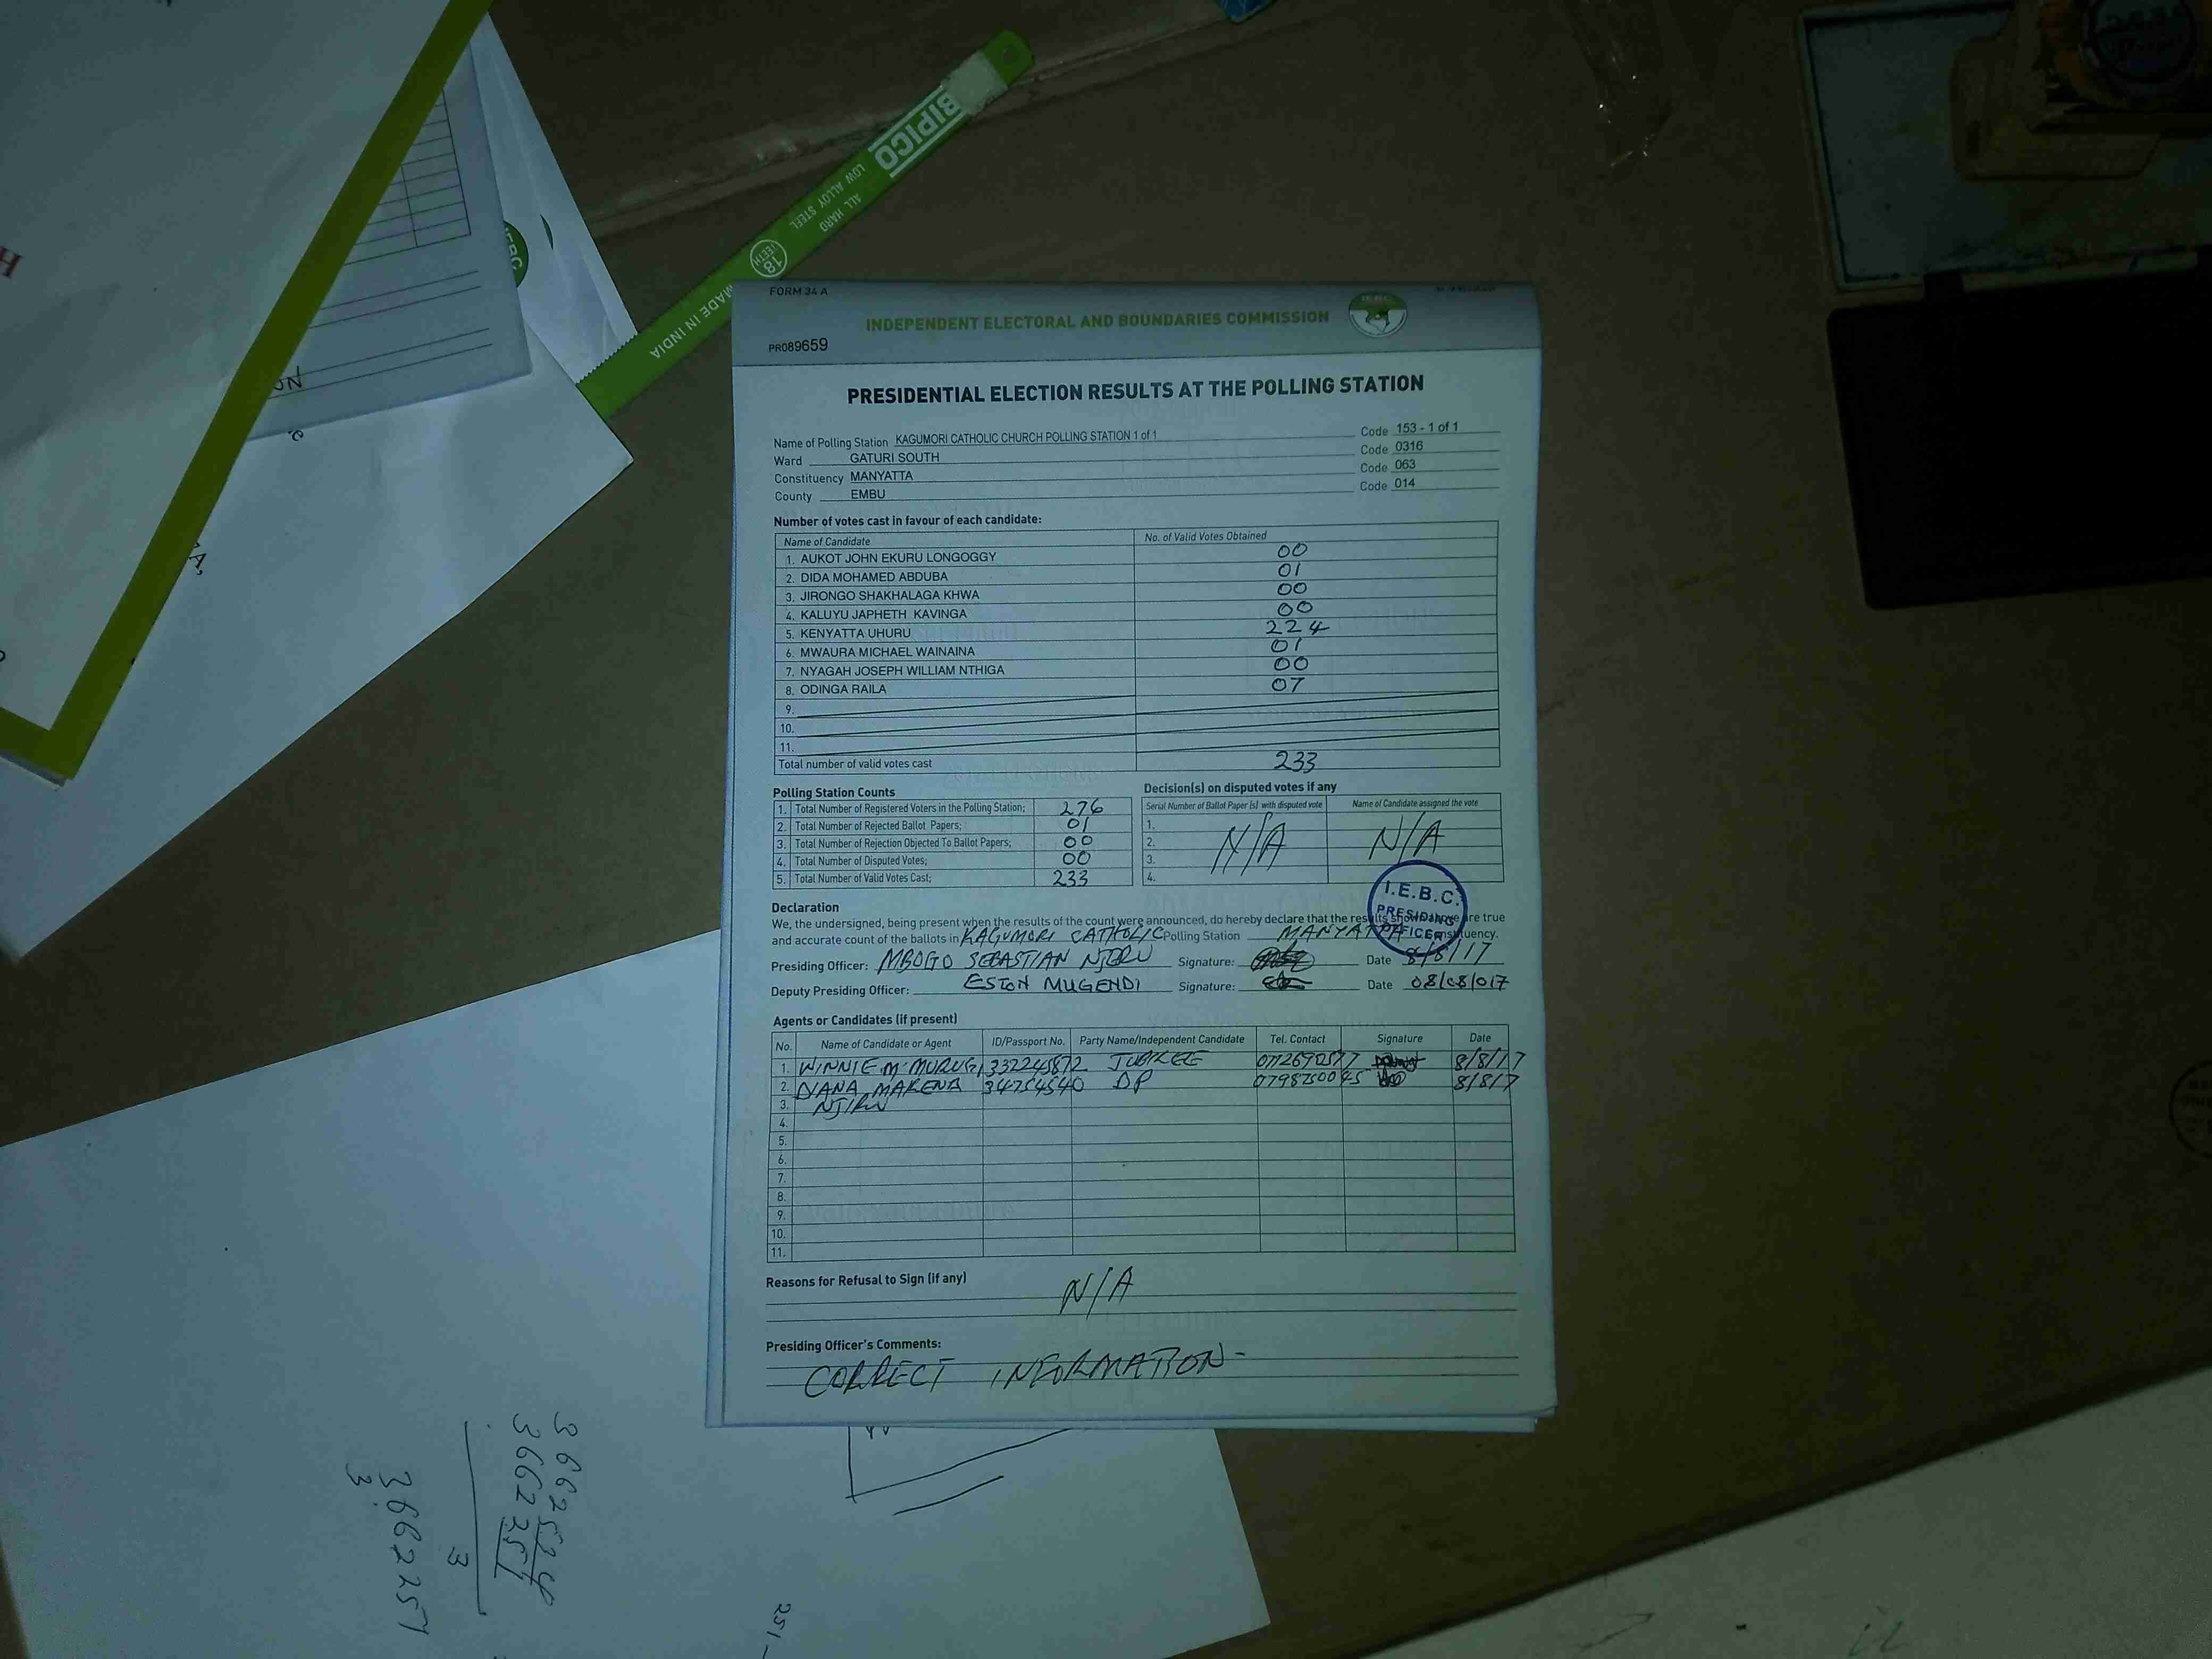 BIPICO
ALL HARD
LOW ALLOY STEEL
18 TEETH
MADE IN INDIA
FORM 34 A
INDEPENDENT ELECTORAL AND BOUNDARIES COMMISSION
PR089659
PRESIDENTIAL ELECTION RESULTS AT THE POLLING STATION
Name of Polling Station KAGUMORI CATHOLIC CHURCH POLLING STATION 1 of 1 Code 153 - 1 of 1
Ward GATURI SOUTH Code 0316
Constituency MANYATTA Code 063
County EMBU Code 014
Number of votes cast in favour of each candidate:
Name of Candidate No. of Valid Votes Obtained
1. AUKOT JOHN EKURU LONGOGGY 00
2. DIDA MOHAMED ABDUBA 01
3. JIRONGO SHAKHALAGA KHWA 00
4. KALUYU JAPHETH KAVINGA 00
5. KENYATTA UHURU 224
6. MWAURA MICHAEL WAINAINA 01
7. NYAGAH JOSEPH WILLIAM NTHIGA 00
8. ODINGA RAILA 07
9.
10.
11.
Total number of valid votes cast 233
Polling Station Counts
1. Total Number of Registered Voters in the Polling Station; 276
2. Total Number of Rejected Ballot Papers; 01
3. Total Number of Rejection Objected To Ballot Papers; 00
4. Total Number of Disputed Votes; 00
5. Total Number of Valid Votes Cast; 233
Decision(s) on disputed votes if any
Serial Number of Ballot Paper (s) with disputed vote Name of Candidate assigned the vote
1.
2. N/A N/A
3.
4.
I.E.B.C.
PRESIDING
OFFICER
Declaration
We, the undersigned, being present when the results of the count were announced, do hereby declare that the results shown above are true
and accurate count of the ballots in KAGUMORI CATHOLIC Polling Station MANYATTA Constituency.
Presiding Officer: MBOGO SEBASTIAN NJERU Signature: Date 8/8/17
Deputy Presiding Officer: ESTON MUGENDI Signature: Date 08/08/017
Agents or Candidates (if present)
No. Name of Candidate or Agent ID/Passport No. Party Name/Independent Candidate Tel. Contact Signature Date
1. WINNIE M. MURUGI JUBILEE 8/8/17
2. DIANA MAKENA 34754540 DP 8/8/7
3. NJIRU
4.
5.
6.
7.
8.
9.
10.
11.
Reasons for Refusal to Sign (if any)
N/A
Presiding Officer's Comments:
CORRECT INFORMATION-
3662251
251